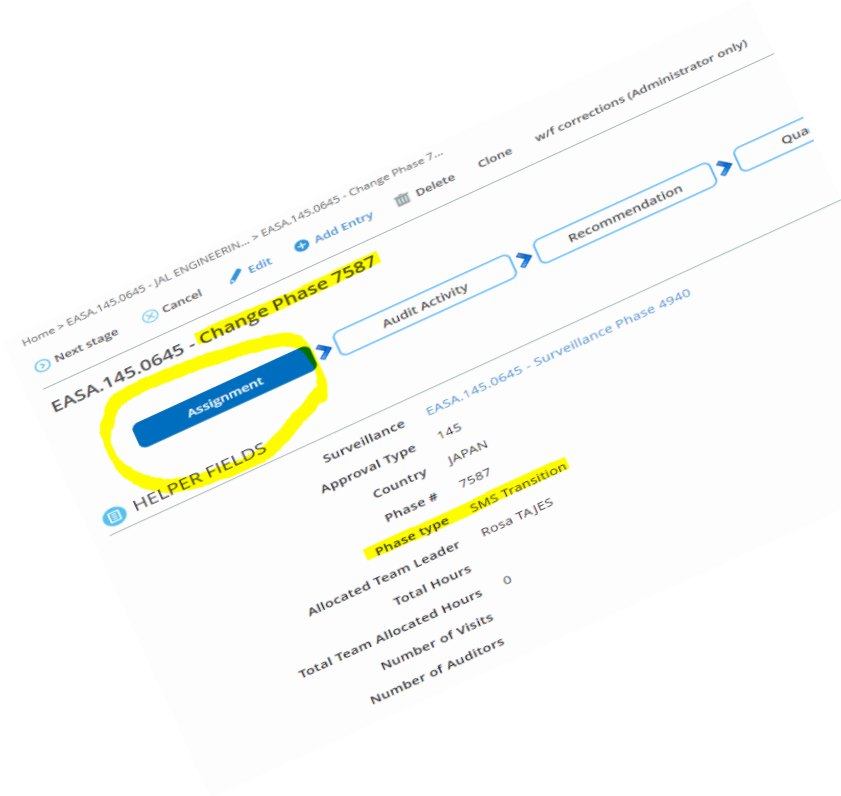 Home > EASA.145.0645 - JAL ENGINEERIN... > EASA.145.0645 - Change Phase 7...
Next stage Cancel Edit Add Entry Delete Clone w/f corrections (Administrator only)
EASA.145.0645 - Change Phase 7587
Assignment Audit Activity Recommendation Qua
HELPER FIELDS
Surveillance EASA.145.0645 - Surveillance Phase 4940
Approval Type 145
Country JAPAN
Phase # 7587
Phase type SMS Transition
Allocated Team Leader Rosa TAJES
Total Hours
Total Team Allocated Hours 0
Number of Visits
Number of Auditors